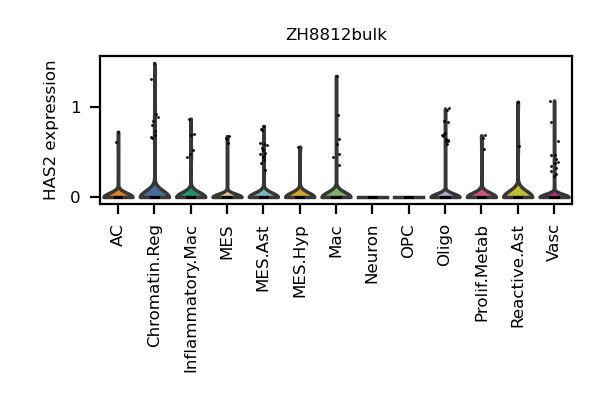 ZH8812bulk
HAS2 expression
1
0
AC
Chromatin.Reg
Inflammatory.Mac
MES
MES.Ast
MES.Hyp
Mac
Neuron
OPC
Oligo
Prolif.Metab
Reactive.Ast
Vasc